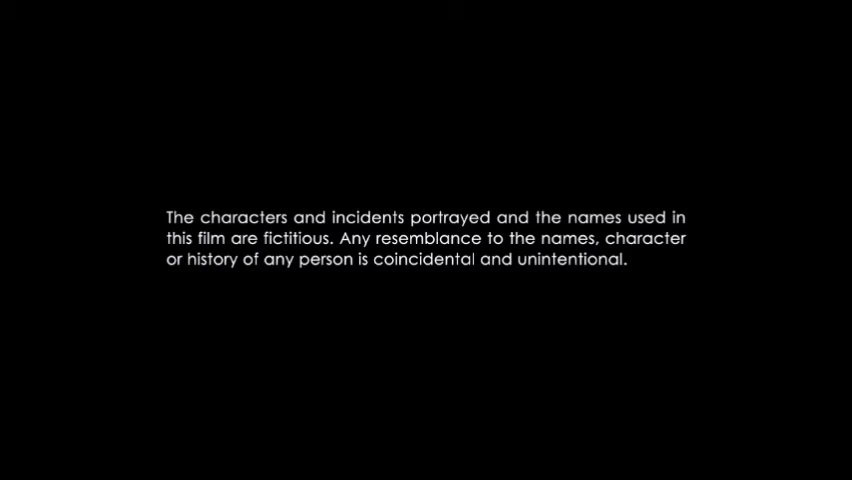 The characters and incidents portrayed and the names used in
this film are fictitious. Any resemblance to the names, character
or history of any person is coincidental and unintentional.